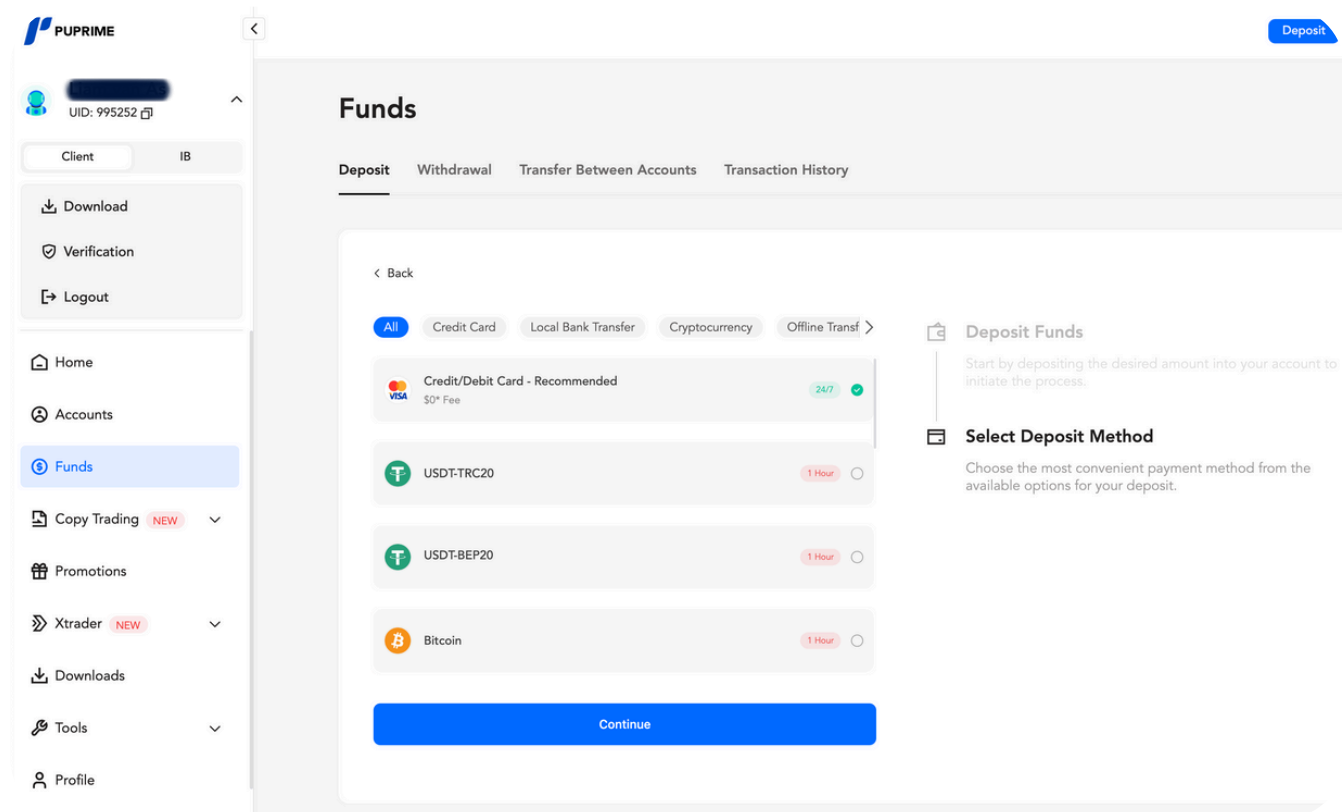 PUPRIME
Deposit
UID: 995252
Client
IB
Download
Verification
Logout
Home
Accounts
Funds
Copy Trading NEW
Promotions
Xtrader NEW
Downloads
Tools
Profile
Funds
Deposit
Withdrawal
Transfer Between Accounts
Transaction History
Back
All
Credit Card
Local Bank Transfer
Cryptocurrency
Offline Transf
VISA
Credit/Debit Card - Recommended
$0* Fee
24/7
USDT-TRC20
1 Hour
USDT-BEP20
1 Hour
Bitcoin
1 Hour
Continue
Deposit Funds
Start by depositing the desired amount into your account to
initiate the process.
Select Deposit Method
Choose the most convenient payment method from the
available options for your deposit.